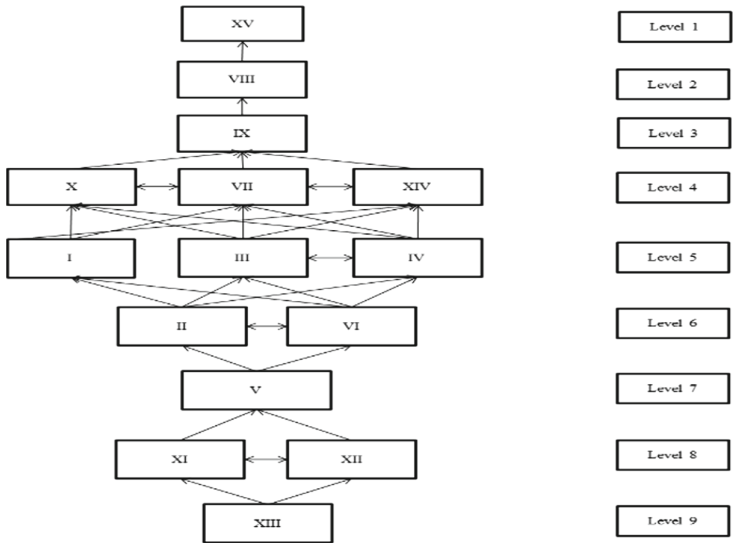 XV
Level 1
VIII
Level 2
IX
Level 3
X
VII
XIV
Level 4
I
III
IV
Level 5
II
VI
Level 6
V
Level 7
XI
XII
Level 8
XIII
Level 9